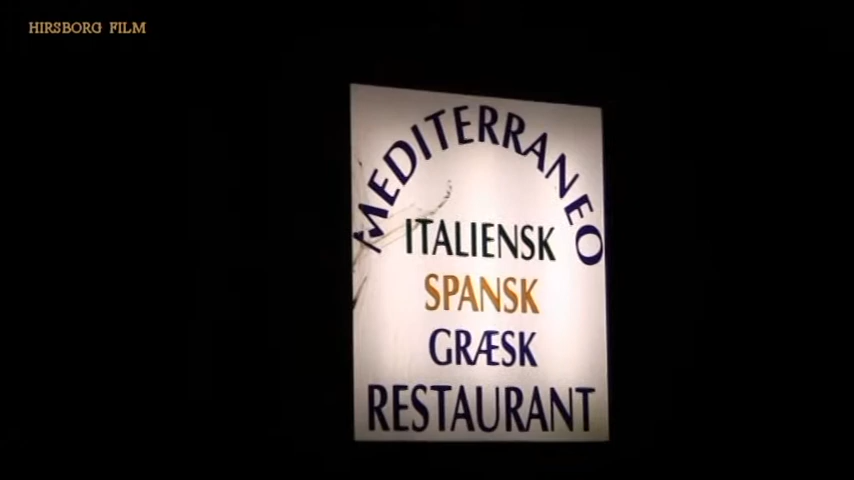 HIRSBORG FILM
MEDITERRANEO
ITALIENSK
SPANSK
GRÆSK
RESTAURANT